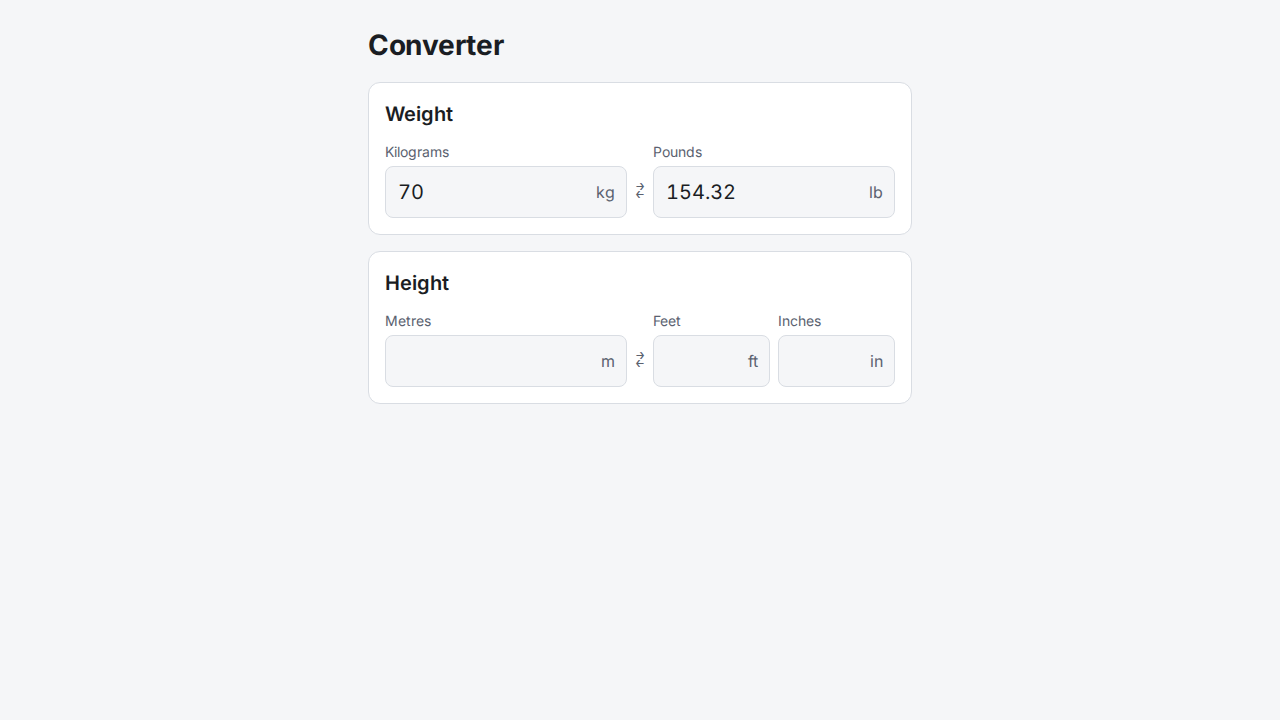 Converter
Weight
Kilograms Pounds
70 kg ⇄ 154.32 lb
Height
Metres Feet Inches
m ⇄ ft in